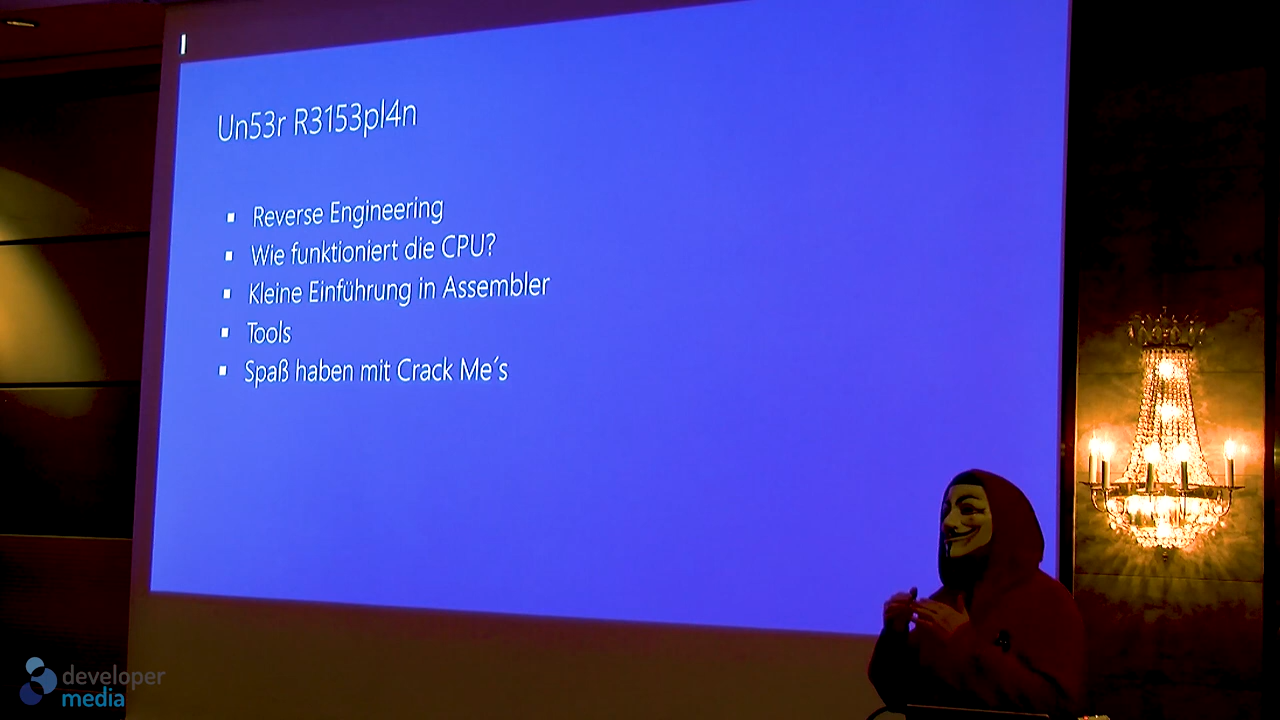 Un53r R3153pl4n
Reverse Engineering
Wie funktioniert die CPU?
Kleine Einführung in Assembler
Tools
Spaß haben mit Crack Me´s
developer
media